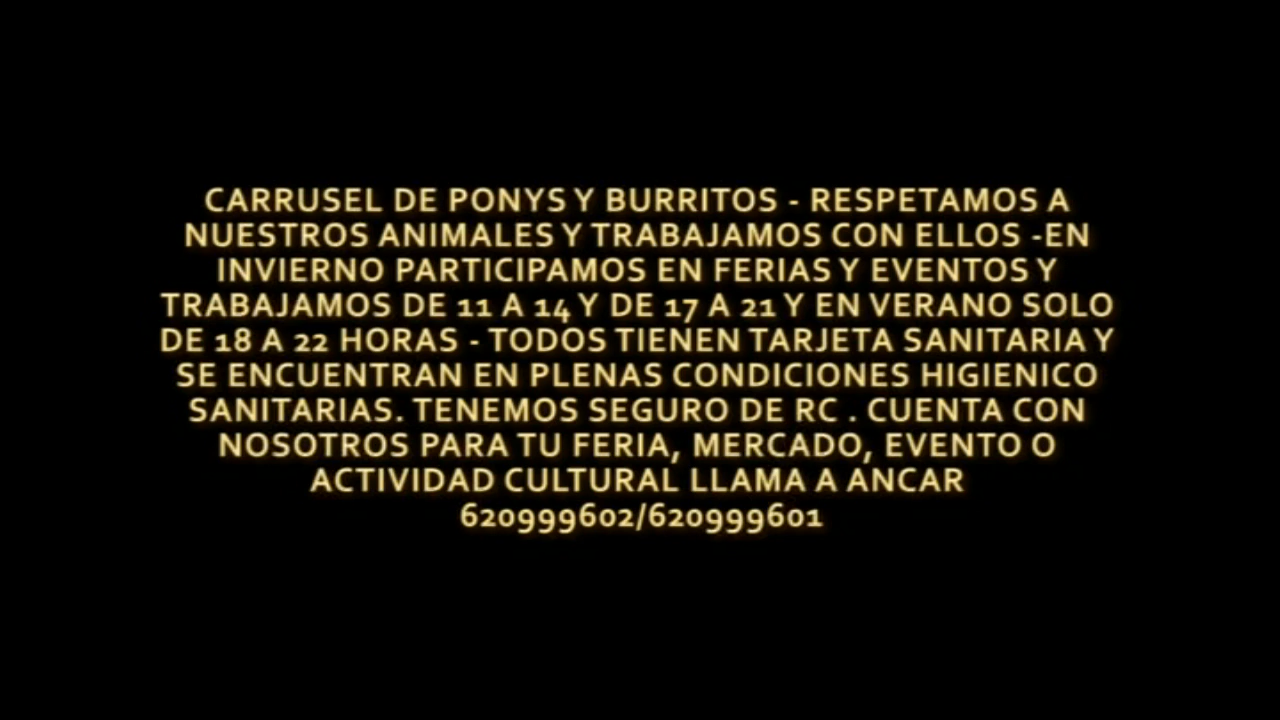 CARRUSEL DE PONYS Y BURRITOS - RESPETAMOS A
NUESTROS ANIMALES Y TRABAJAMOS CON ELLOS -EN
INVIERNO PARTICIPAMOS EN FERIAS Y EVENTOS Y
TRABAJAMOS DE 11 A 14 Y DE 17 A 21 Y EN VERANO SOLO
DE 18 A 22 HORAS - TODOS TIENEN TARJETA SANITARIA Y
SE ENCUENTRAN EN PLENAS CONDICIONES HIGIENICO
SANITARIAS. TENEMOS SEGURO DE RC . CUENTA CON
NOSOTROS PARA TU FERIA, MERCADO, EVENTO O
ACTIVIDAD CULTURAL LLAMA A ANCAR
620999602/620999601